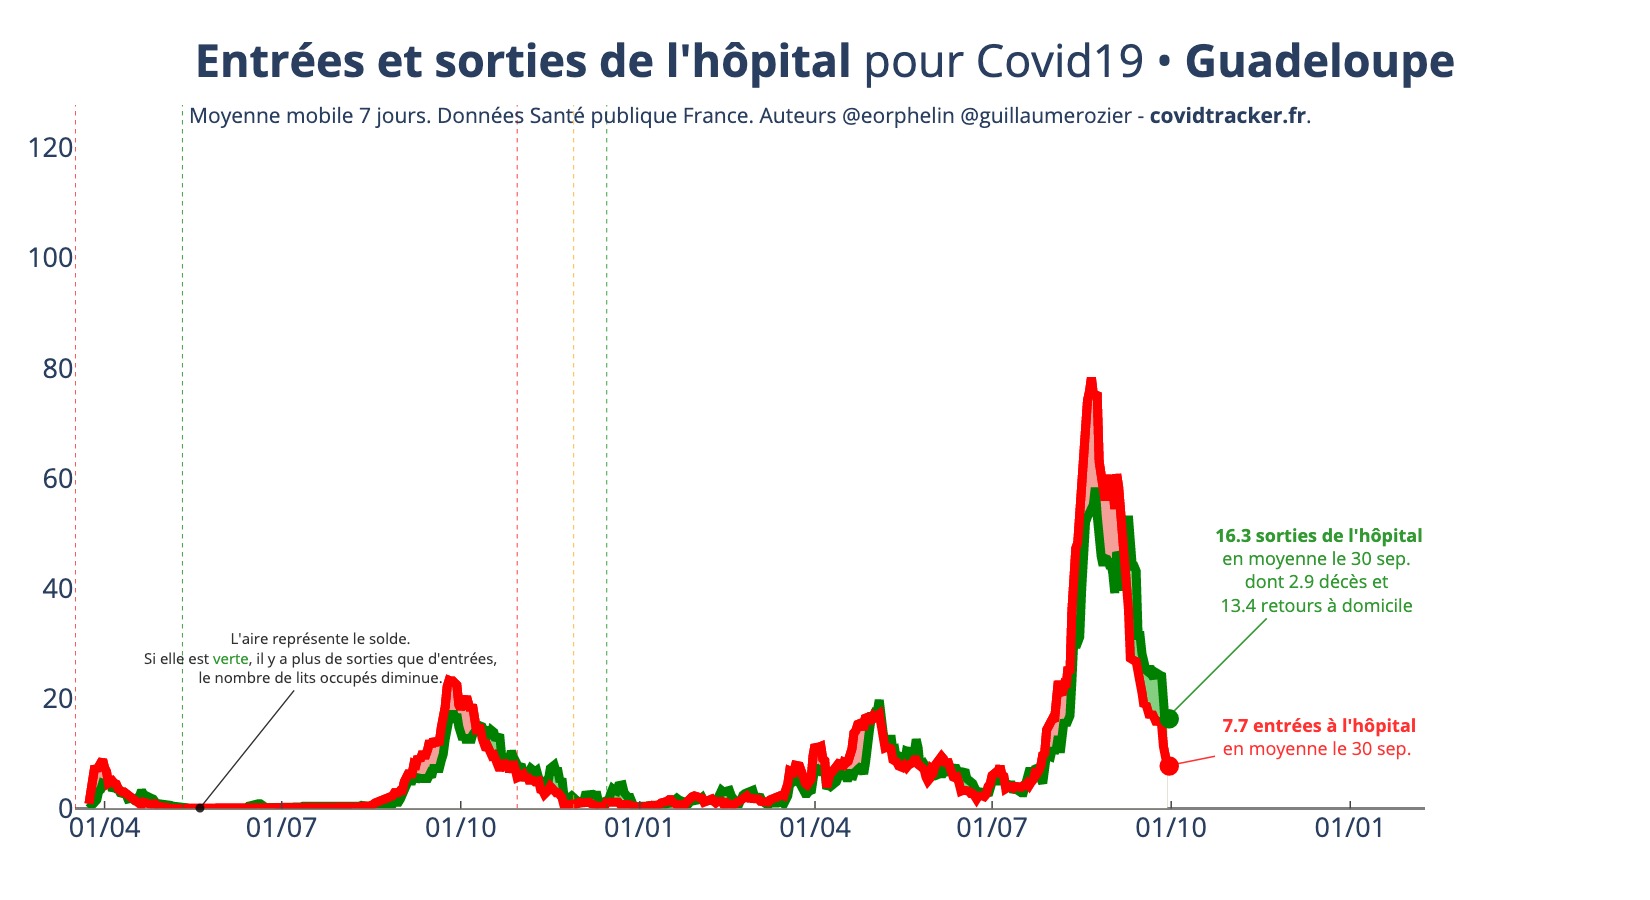 Entrées et sorties de l'hôpital pour Covid19 • Guadeloupe
Moyenne mobile 7 jours. Données Santé publique France. Auteurs @eorphelin @guillaumerozier - covidtracker.fr.
120
100
80
60
40
20
0
L'aire représente le solde.
Si elle est verte, il y a plus de sorties que d'entrées,
le nombre de lits occupés diminue.
16.3 sorties de l'hôpital
en moyenne le 30 sep.
dont 2.9 décès et
13.4 retours à domicile
7.7 entrées à l'hôpital
en moyenne le 30 sep.
01/04 01/07 01/10 01/01 01/04 01/07 01/10 01/01